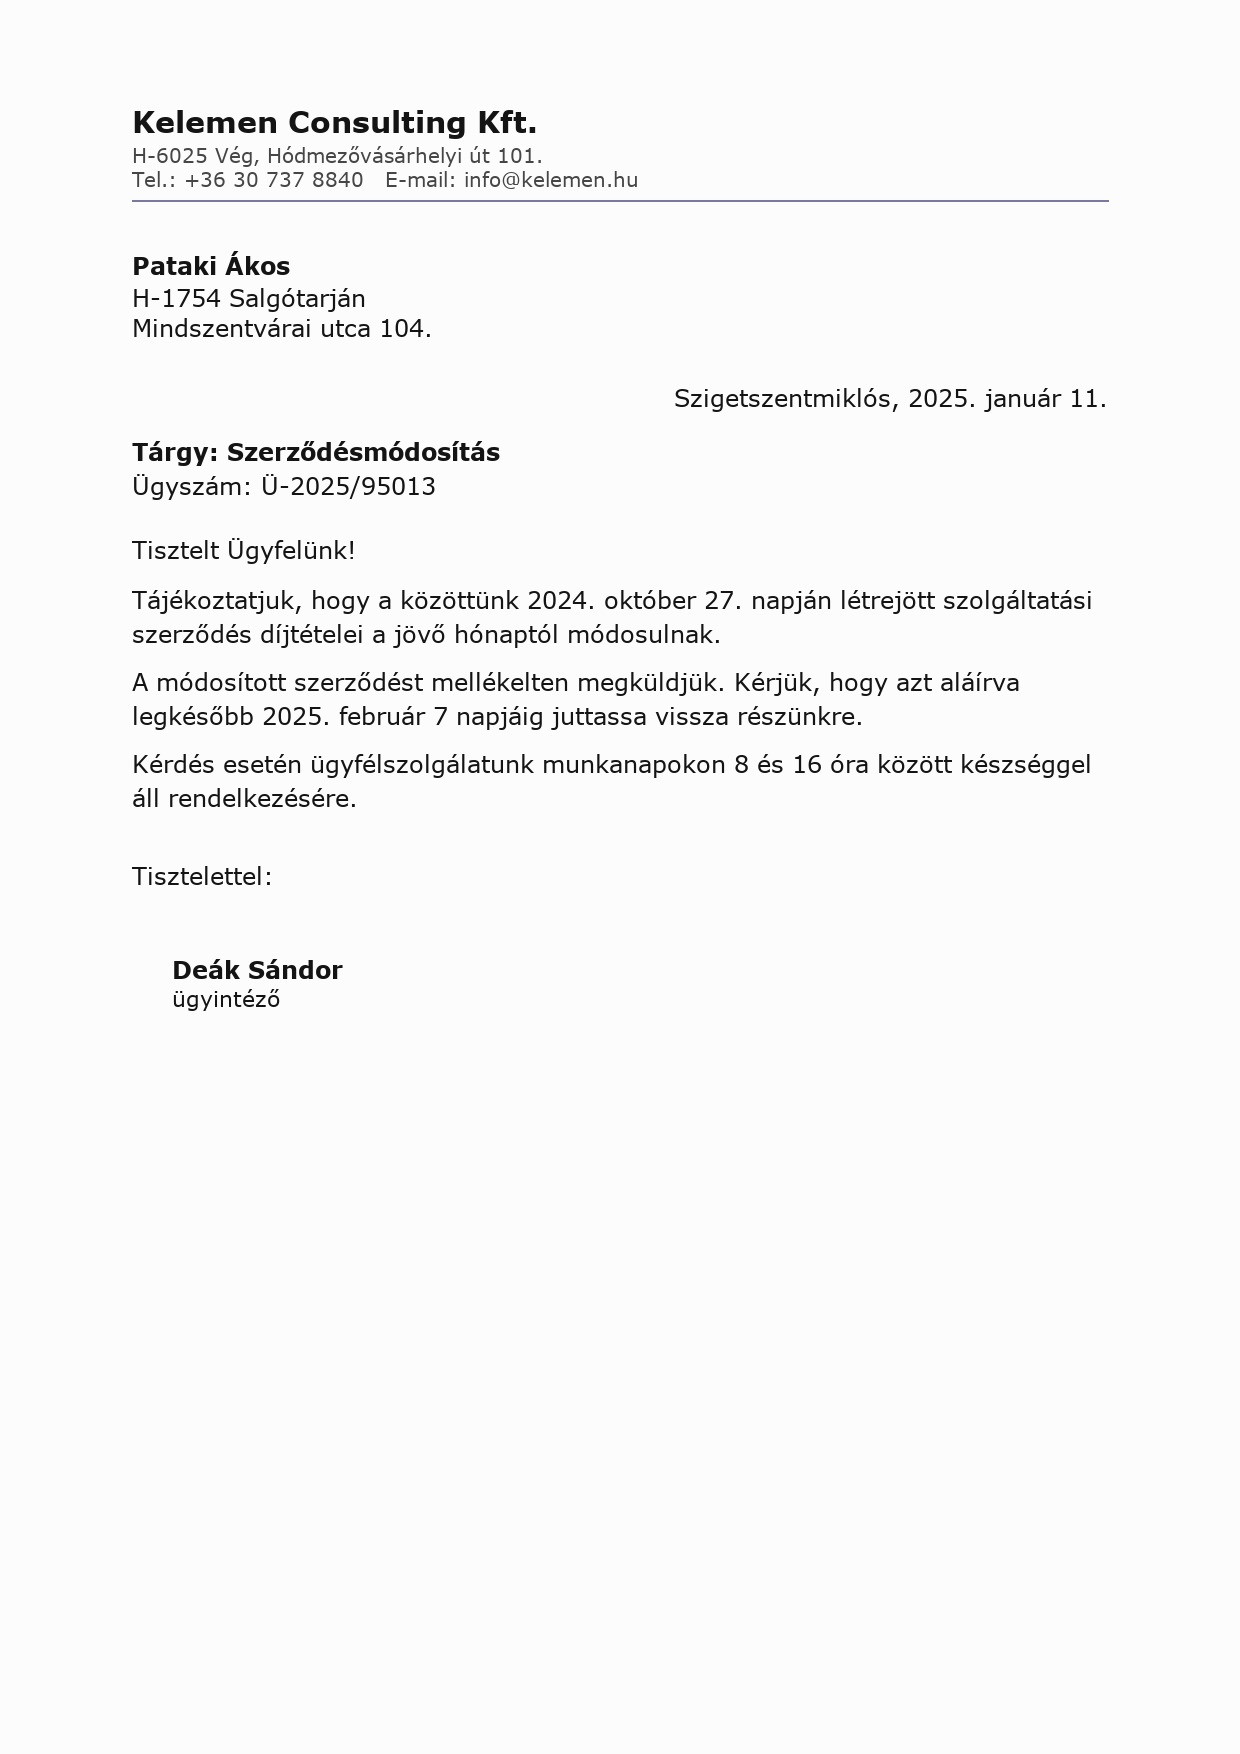 Kelemen Consulting Kft.
H-6025 Vég, Hódmezővásárhelyi út 101.
Tel.: +36 30 737 8840 E-mail: info@kelemen.hu
Pataki Ákos
H-1754 Salgótarján
Mindszentvárai utca 104.
Szigetszentmiklós, 2025. január 11.
Tárgy: Szerződésmódosítás
Ügyszám: Ü-2025/95013
Tisztelt Ügyfelünk!
Tájékoztatjuk, hogy a közöttünk 2024. október 27. napján létrejött szolgáltatási
szerződés díjtételei a jövő hónaptól módosulnak.
A módosított szerződést mellékelten megküldjük. Kérjük, hogy azt aláírva
legkésőbb 2025. február 7 napjáig juttassa vissza részünkre.
Kérdés esetén ügyfélszolgálatunk munkanapokon 8 és 16 óra között készséggel
áll rendelkezésére.
Tisztelettel:
Deák Sándor
ügyintéző